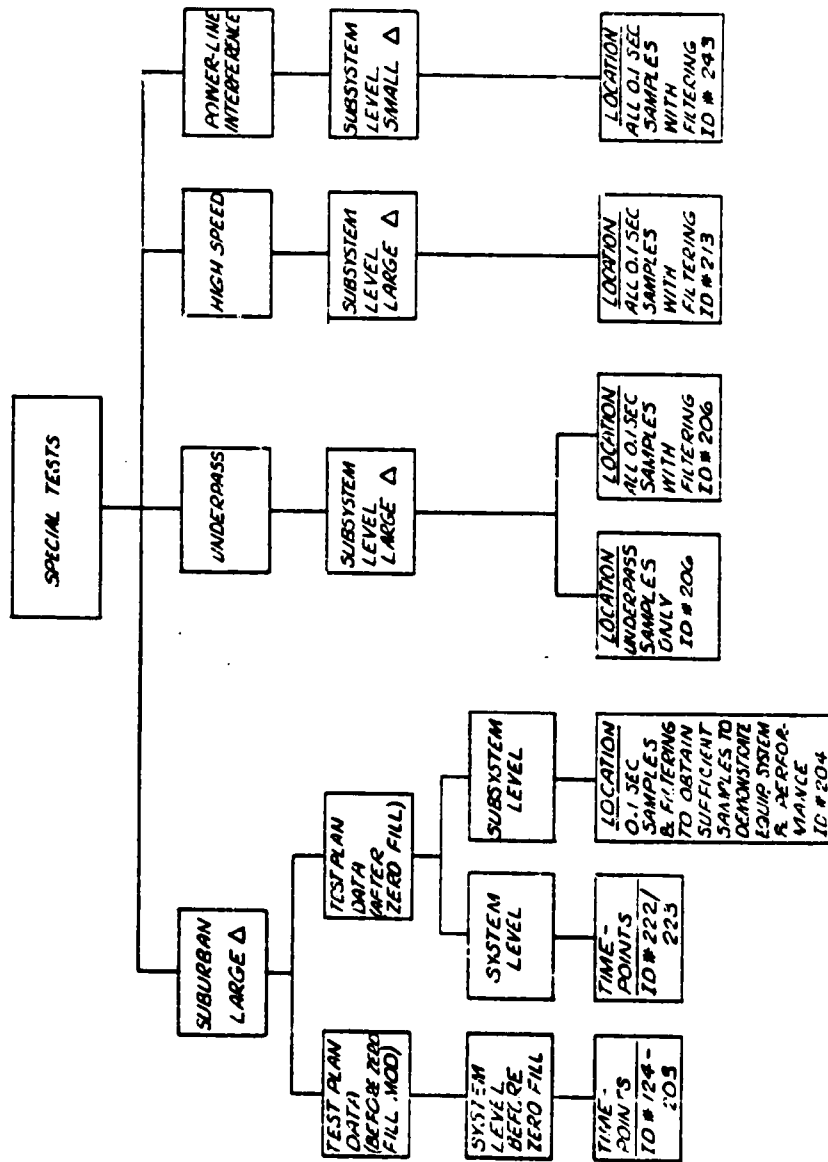 SPECIAL TESTS
SUBURBAN
LARGE Δ
UNDERPASS
HIGH SPEED
POWER-LINE
INTERFERENCE
TEST PLAN
DATA
(BEFORE ZERO
FILL MOD)
TEST PLAN
DATA
(AFTER
ZERO FILL)
SUBSYSTEM
LEVEL
LARGE Δ
SUBSYSTEM
LEVEL
LARGE Δ
SUBSYSTEM
LEVEL
SMALL Δ
SYSTEM
LEVEL
BEFORE
ZERO FILL
SYSTEM
LEVEL
SUBSYSTEM
LEVEL
TIME-
POINTS
ID # 124-
203
TIME-
POINTS
ID # 222/
223
LOCATION
0.1 SEC
SAMPLES
& FILTERING
TO OBTAIN
SUFFICIENT
SAMPLES TO
DEMONSTRATE
EQUIP SYSTEM
PERFOR-
MANCE
ID # 204
LOCATION
UNDERPASS
SAMPLES
ONLY
ID # 206
LOCATION
ALL 0.1 SEC
SAMPLES
WITH
FILTERING
ID # 206
LOCATION
ALL 0.1 SEC
SAMPLES
WITH
FILTERING
ID # 213
LOCATION
ALL 0.1 SEC
SAMPLES
WITH
FILTERING
ID # 243